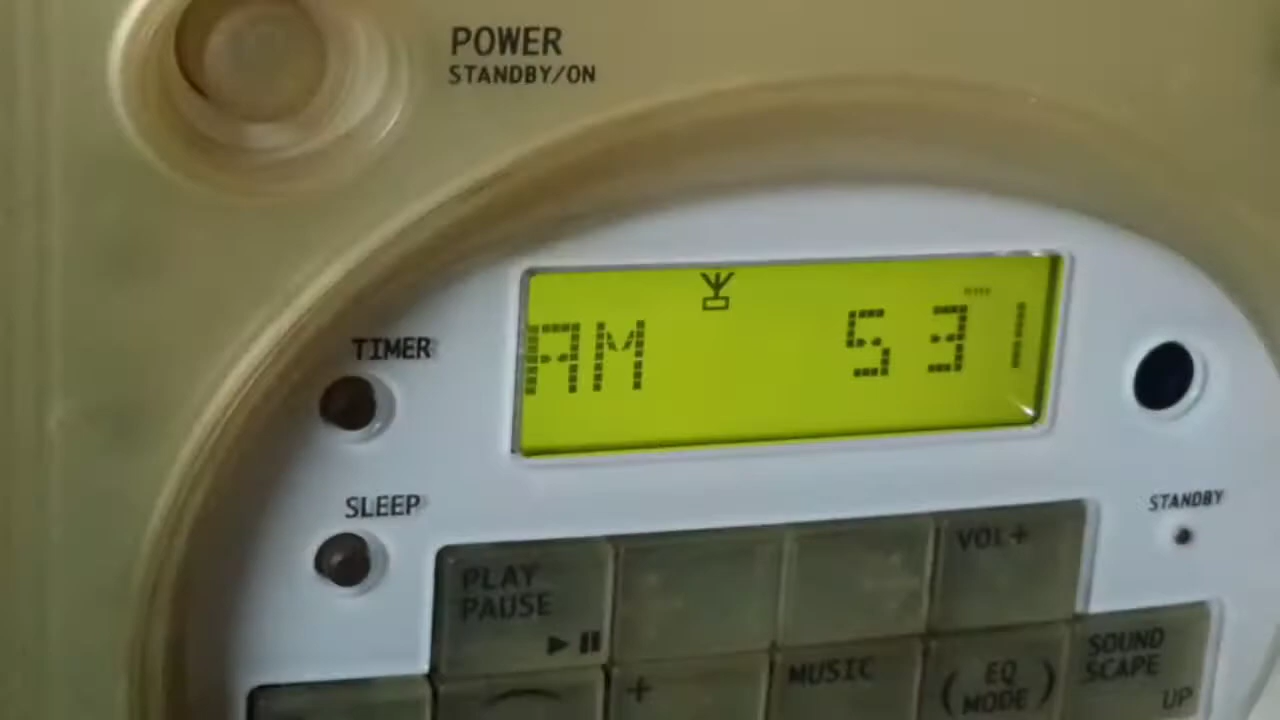 POWER
STANDBY/ON
AM 531
TIMER
SLEEP
STANDBY
VOL+
PLAY
PAUSE
SOUND
SCAPE
UP
+
MUSIC
EQ
MODE